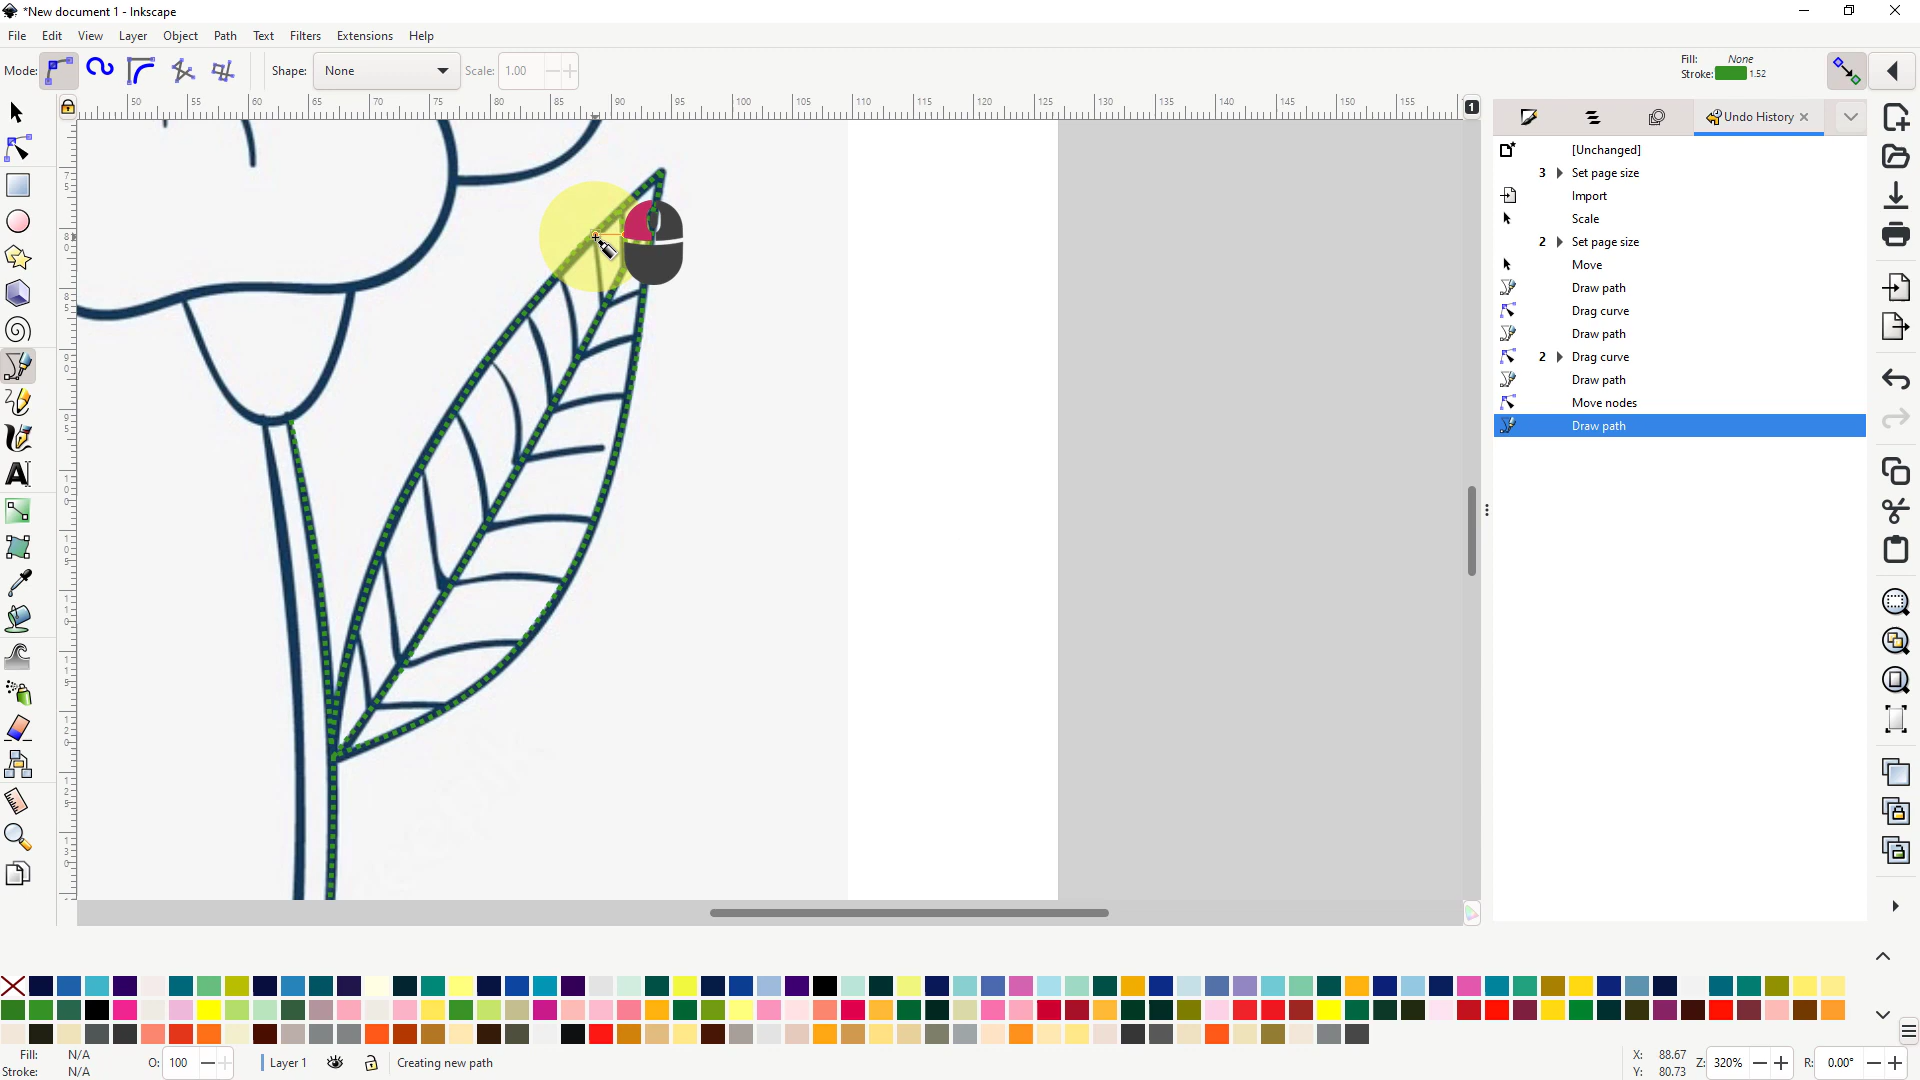 *New document 1 - Inkscape
File Edit View Layer Object Path Text Filters Extensions Help
Mode: Shape: None Scale: 1.00
Fill: None
Stroke: 1.52
50 55 60 65 70 75 80 85 90 95 100 105 110 115 120 125 130 135 140 145 150 155
1
Undo History
[Unchanged]
3 Set page size
Import
Scale
2 Set page size
Move
Draw path
Drag curve
Draw path
2 Drag curve
Draw path
Move nodes
Draw path
Fill: N/A
Stroke: N/A
O: 100
Layer 1
Creating new path
X: 88.67
Y: 80.73
Z: 320%
R: 0.00°